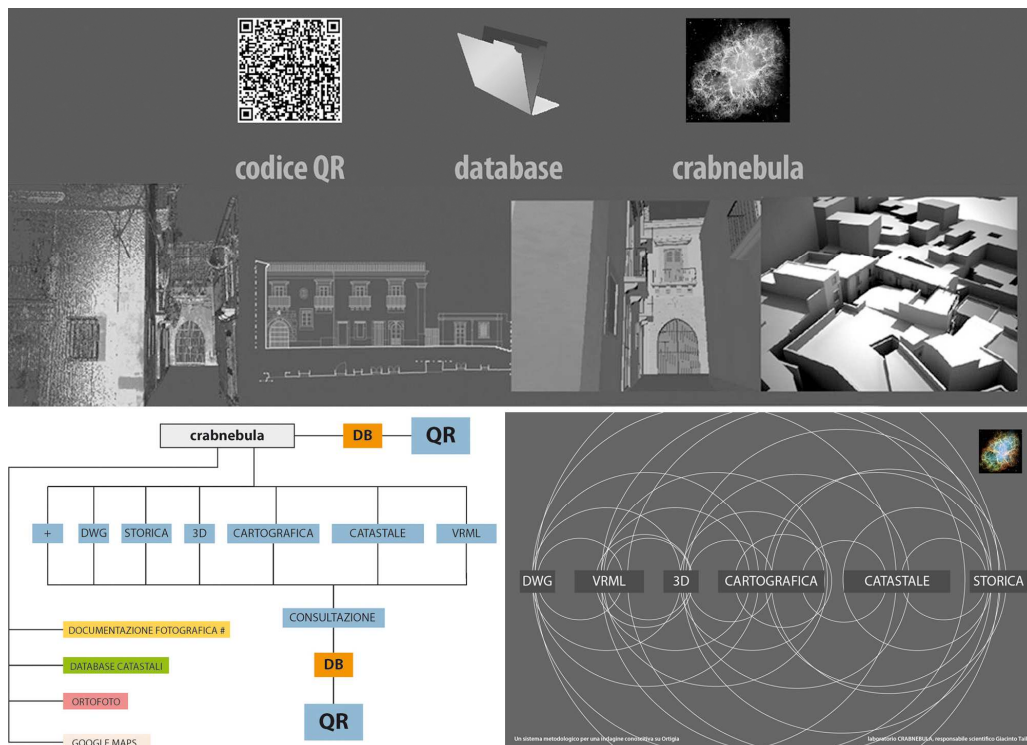 codice QR
database
crabnebula
crabnebula
DB
QR
+
DWG
STORICA
3D
CARTOGRAFICA
CATASTALE
VRML
CONSULTAZIONE
DOCUMENTAZIONE FOTOGRAFICA #
DB
DATABASE CATASTALI
ORTOFOTO
QR
GOOGLE MAPS
DWG
VRML
3D
CARTOGRAFICA
CATASTALE
STORICA
Un sistema metodologico per una indagine conoscitiva su Ortigia
laboratorio CRABNEBULA, responsabile scientifico Giacinto